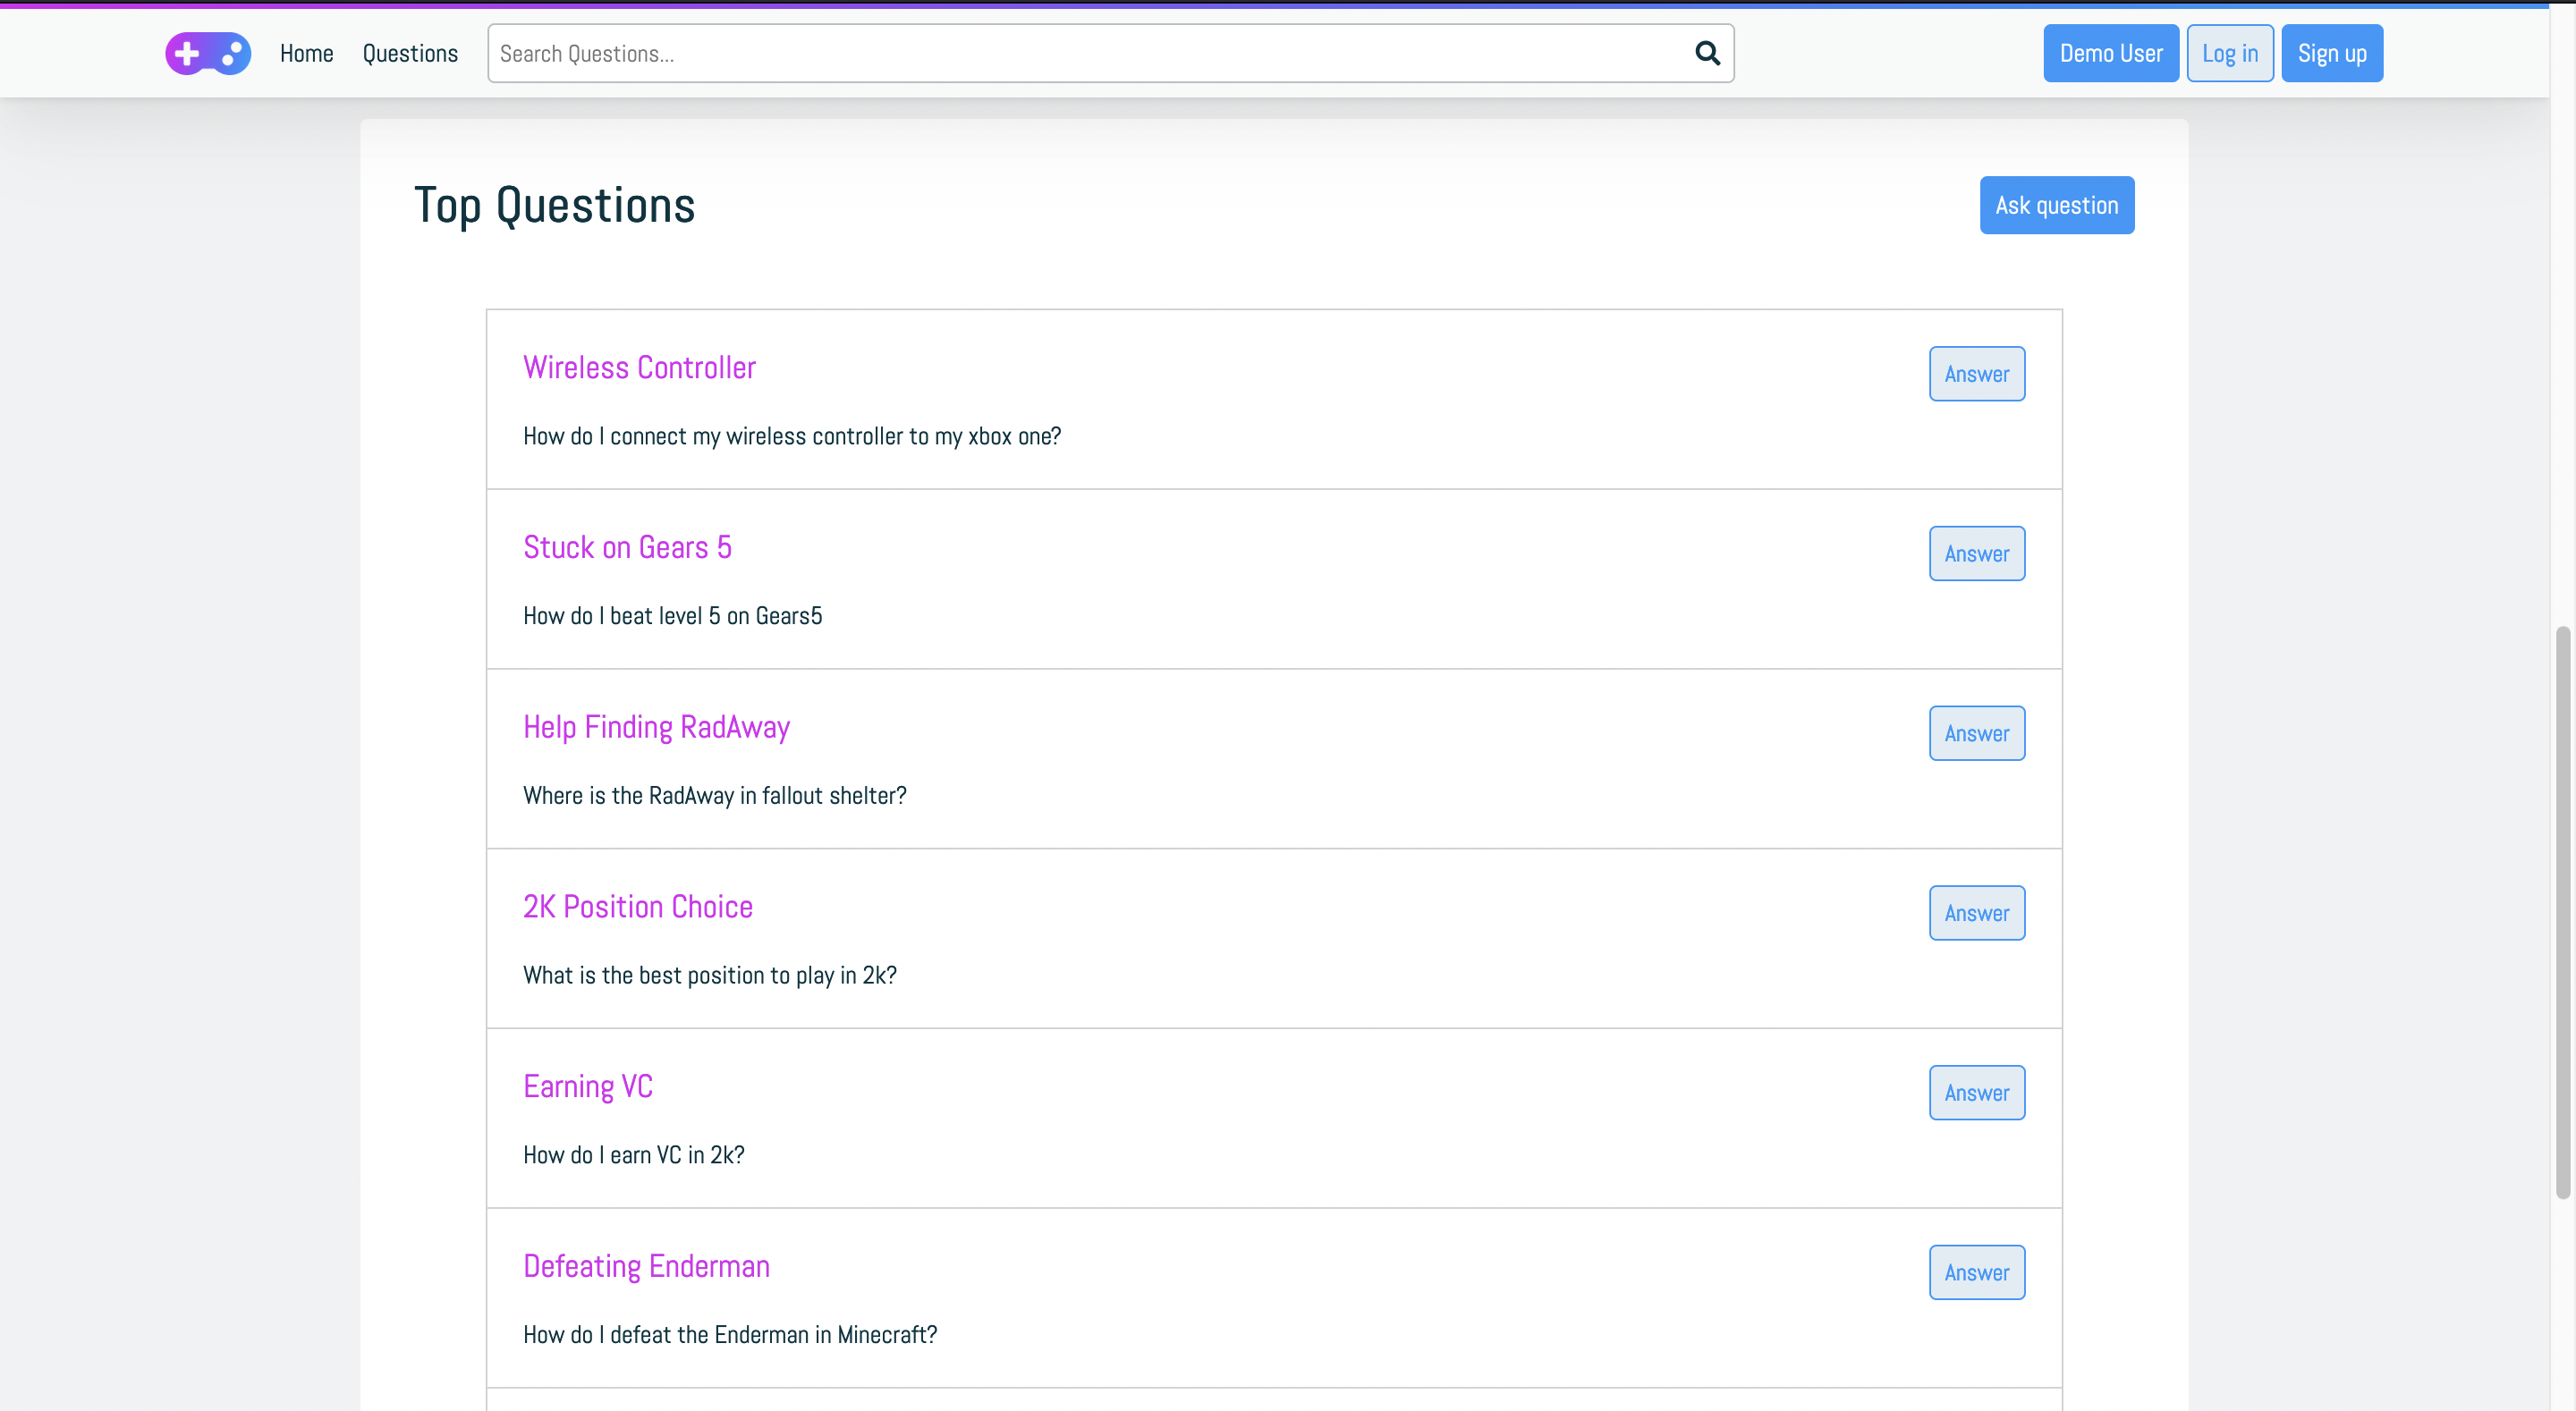 Home Questions Search Questions... Demo User Log in Sign up
Top Questions Ask question
Wireless Controller Answer
How do I connect my wireless controller to my xbox one?
Stuck on Gears 5 Answer
How do I beat level 5 on Gears5
Help Finding RadAway Answer
Where is the RadAway in fallout shelter?
2K Position Choice Answer
What is the best position to play in 2k?
Earning VC Answer
How do I earn VC in 2k?
Defeating Enderman Answer
How do I defeat the Enderman in Minecraft?